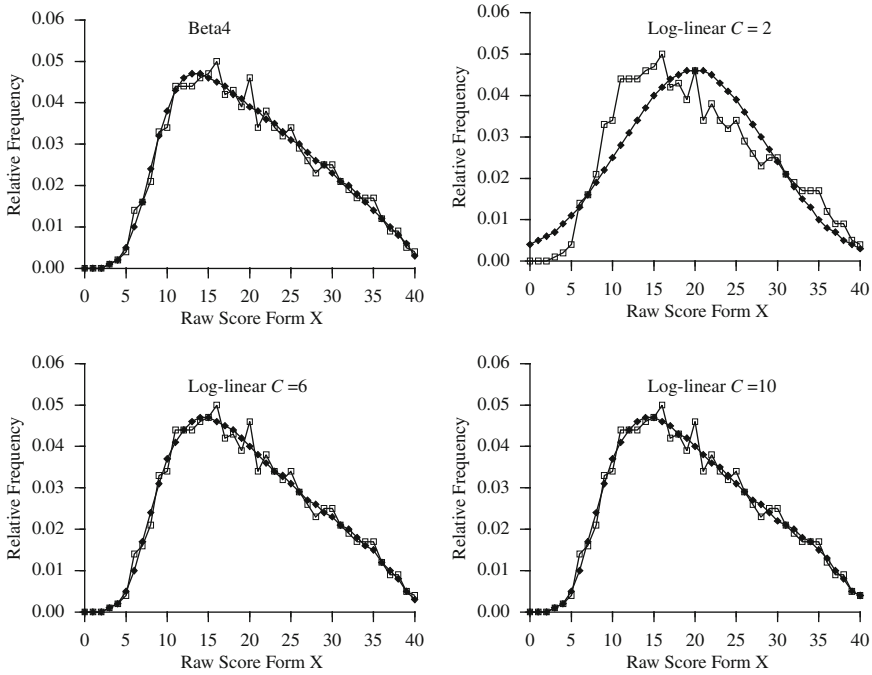 Beta4
Relative Frequency
0.06
0.05
0.04
0.03
0.02
0.01
0.00
0 5 10 15 20 25 30 35 40
Raw Score Form X
Log-linear C = 2
Relative Frequency
0.06
0.05
0.04
0.03
0.02
0.01
0.00
0 5 10 15 20 25 30 35 40
Raw Score Form X
Log-linear C =6
Relative Frequency
0.06
0.05
0.04
0.03
0.02
0.01
0.00
0 5 10 15 20 25 30 35 40
Raw Score Form X
Log-linear C =10
Relative Frequency
0.06
0.05
0.04
0.03
0.02
0.01
0.00
0 5 10 15 20 25 30 35 40
Raw Score Form X